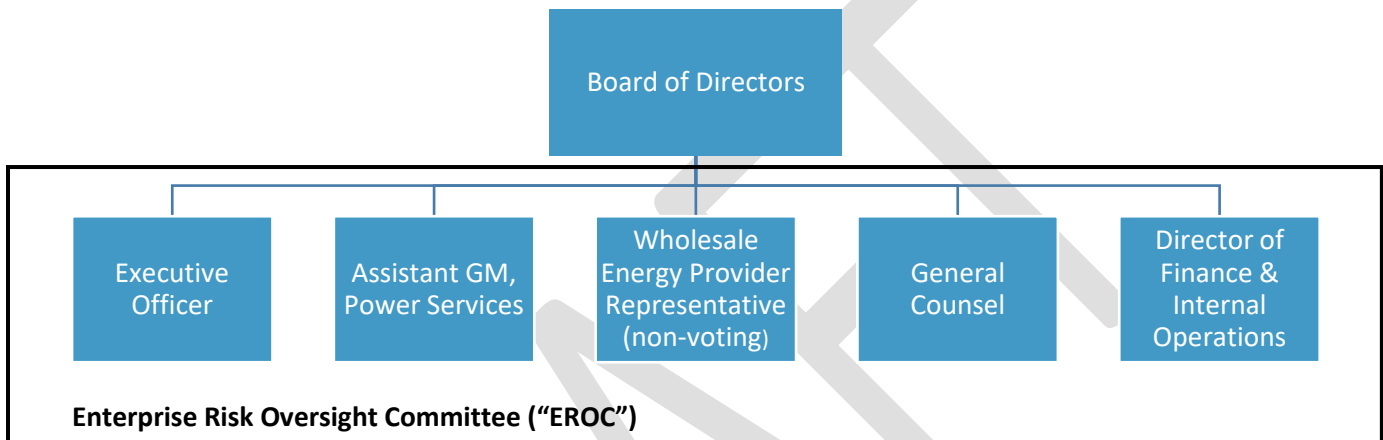 Board of Directors
Executive
Officer
Assistant GM,
Power Services
Wholesale
Energy Provider
Representative
(non-voting)
General
Counsel
Director of
Finance &
Internal
Operations
Enterprise Risk Oversight Committee (“EROC”)